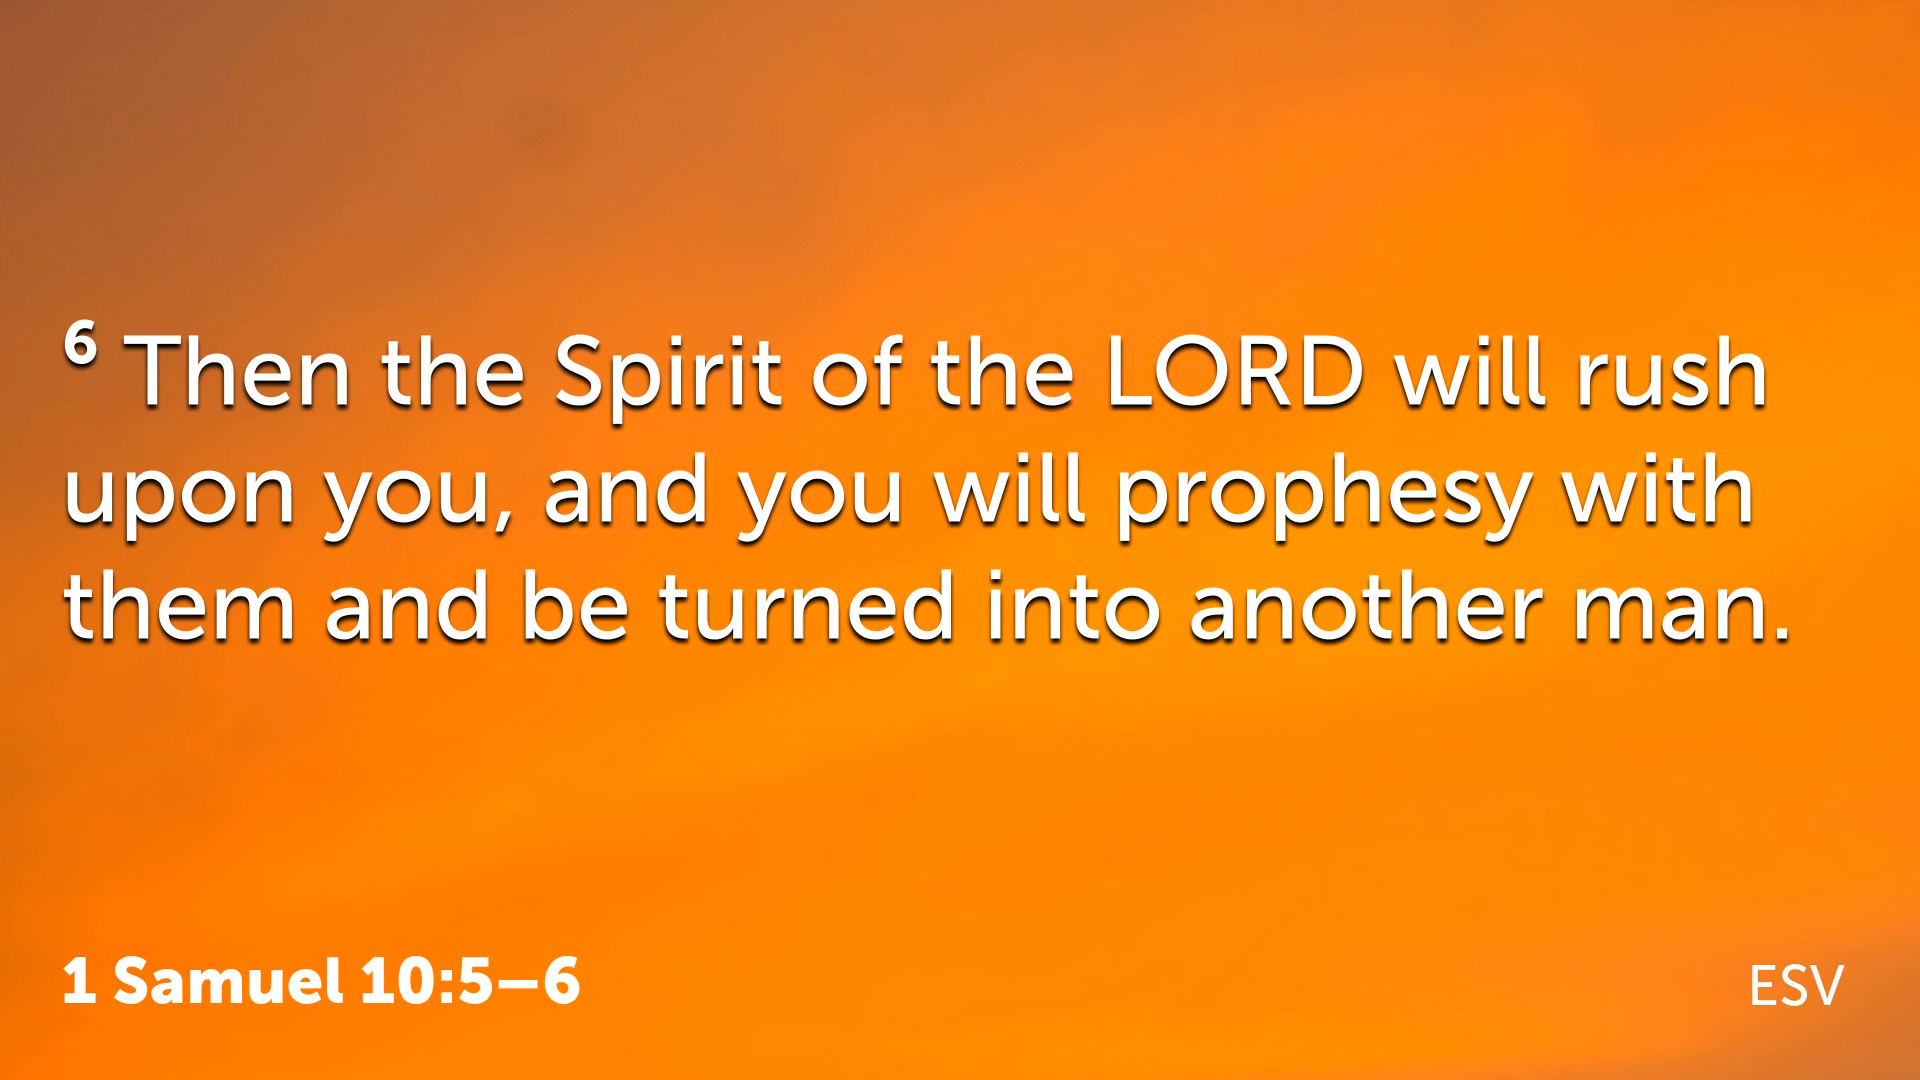 6 Then the Spirit of the LORD will rush
upon you, and you will prophesy with
them and be turned into another man.
1 Samuel 10:5–6
ESV